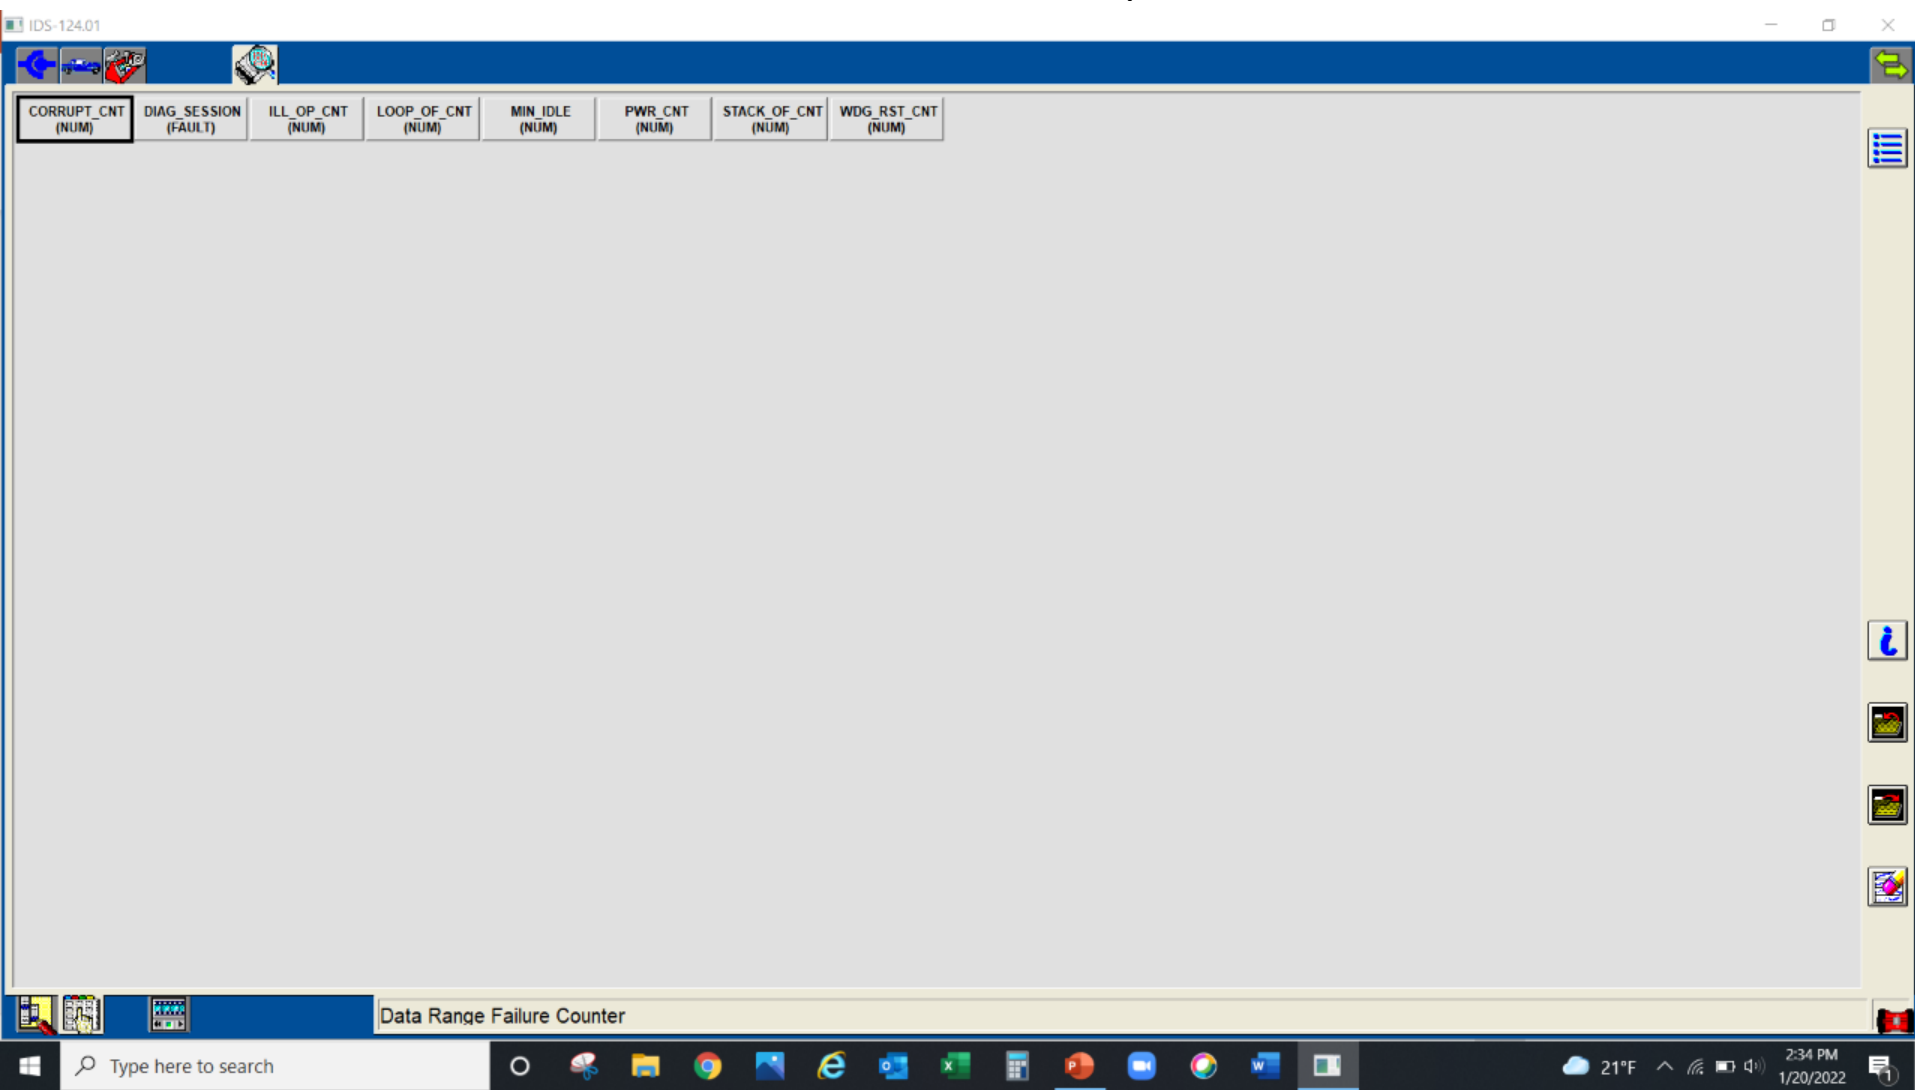 IDS-124.01
CORRUPT_CNT
(NUM)
DIAG_SESSION
(FAULT)
ILL_OP_CNT
(NUM)
LOOP_OF_CNT
(NUM)
MIN_IDLE
(NUM)
PWR_CNT
(NUM)
STACK_OF_CNT
(NUM)
WDG_RST_CNT
(NUM)
Data Range Failure Counter
Type here to search
21°F
2:34 PM
1/20/2022